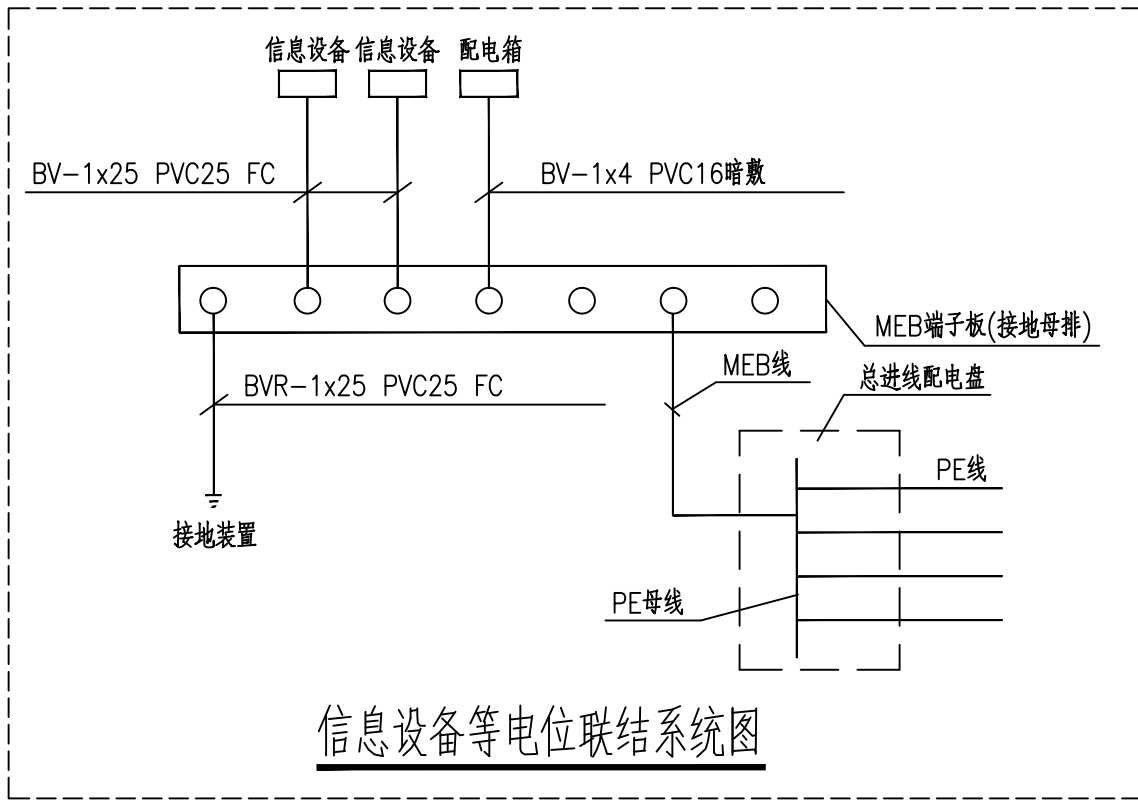 信息设备 信息设备 配电箱
BV-1x25 PVC25 FC
BV-1x4 PVC16暗敷
MEB端子板(接地母排)
MEB线
总进线配电盘
BVR-1x25 PVC25 FC
PE线
接地装置
PE母线
信息设备等电位联结系统图